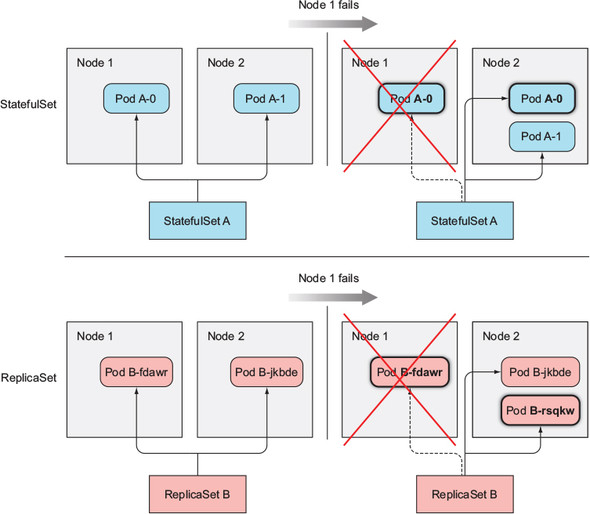 Node 1 fails
StatefulSet
Node 1
Pod A-0
Node 2
Pod A-1
StatefulSet A
Node 1
Pod A-0
Node 2
Pod A-0
Pod A-1
StatefulSet A
Node 1 fails
ReplicaSet
Node 1
Pod B-fdawr
Node 2
Pod B-jkbde
ReplicaSet B
Node 1
Pod B-fdawr
Node 2
Pod B-jkbde
Pod B-rsqkw
ReplicaSet B